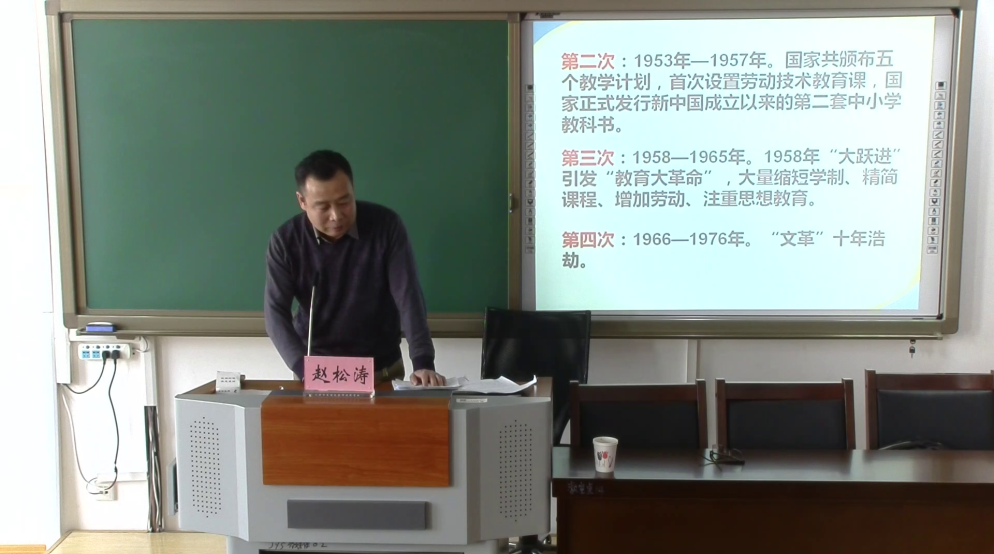 第二次：1953年—1957年。国家共颁布五
个教学计划，首次设置劳动技术教育课，国
家正式发行新中国成立以来的第二套中小学
教科书。
第三次：1958—1965年。1958年“大跃进”
引发“教育大革命”，大量缩短学制、精简
课程、增加劳动、注重思想教育。
第四次：1966—1976年。“文革”十年浩
劫。
赵松涛